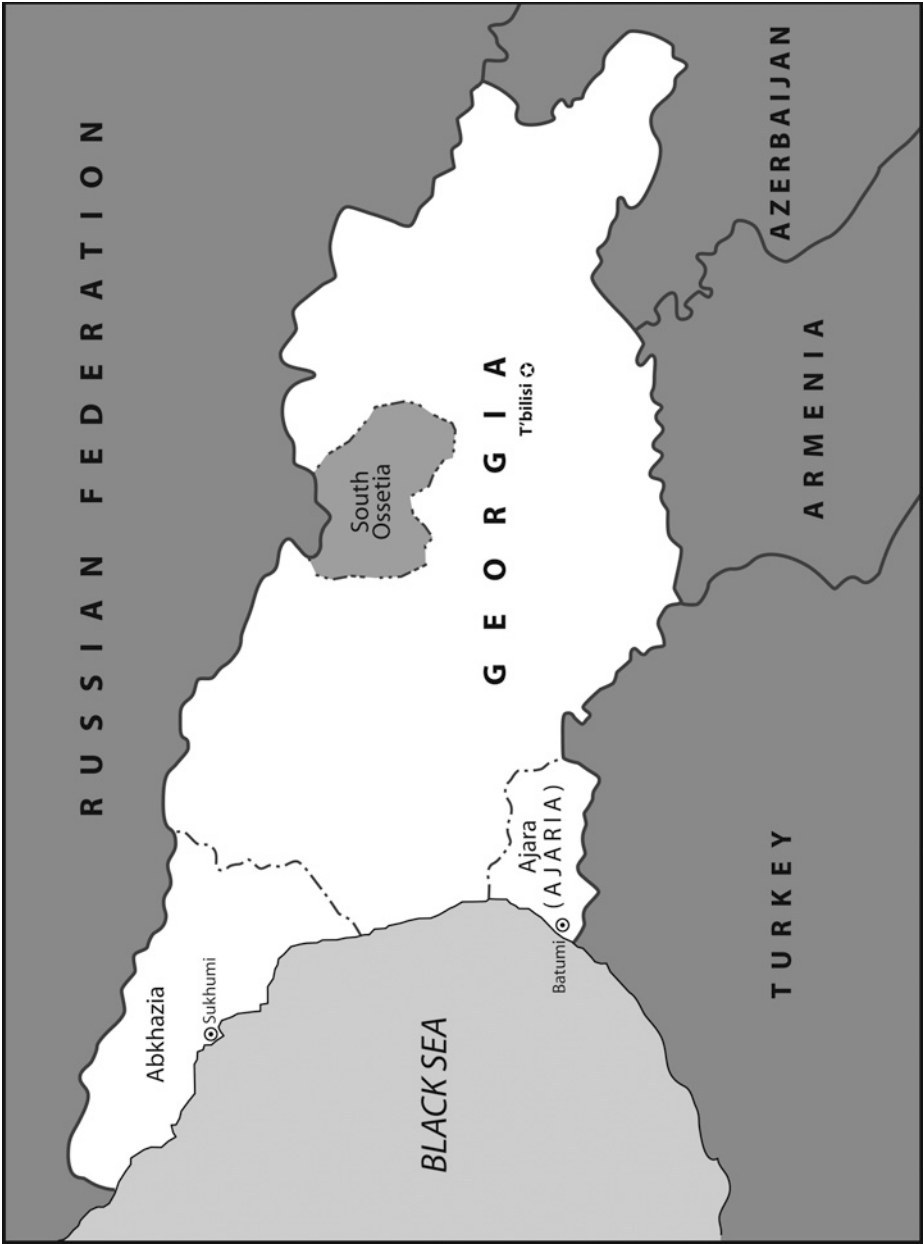 RUSSIAN FEDERATION
Abkhazia
Sukhumi
South
Ossetia
GEORGIA
T'bilisi
BLACK SEA
Batumi
Ajara
(AJARIA)
TURKEY
ARMENIA
AZERBAIJAN